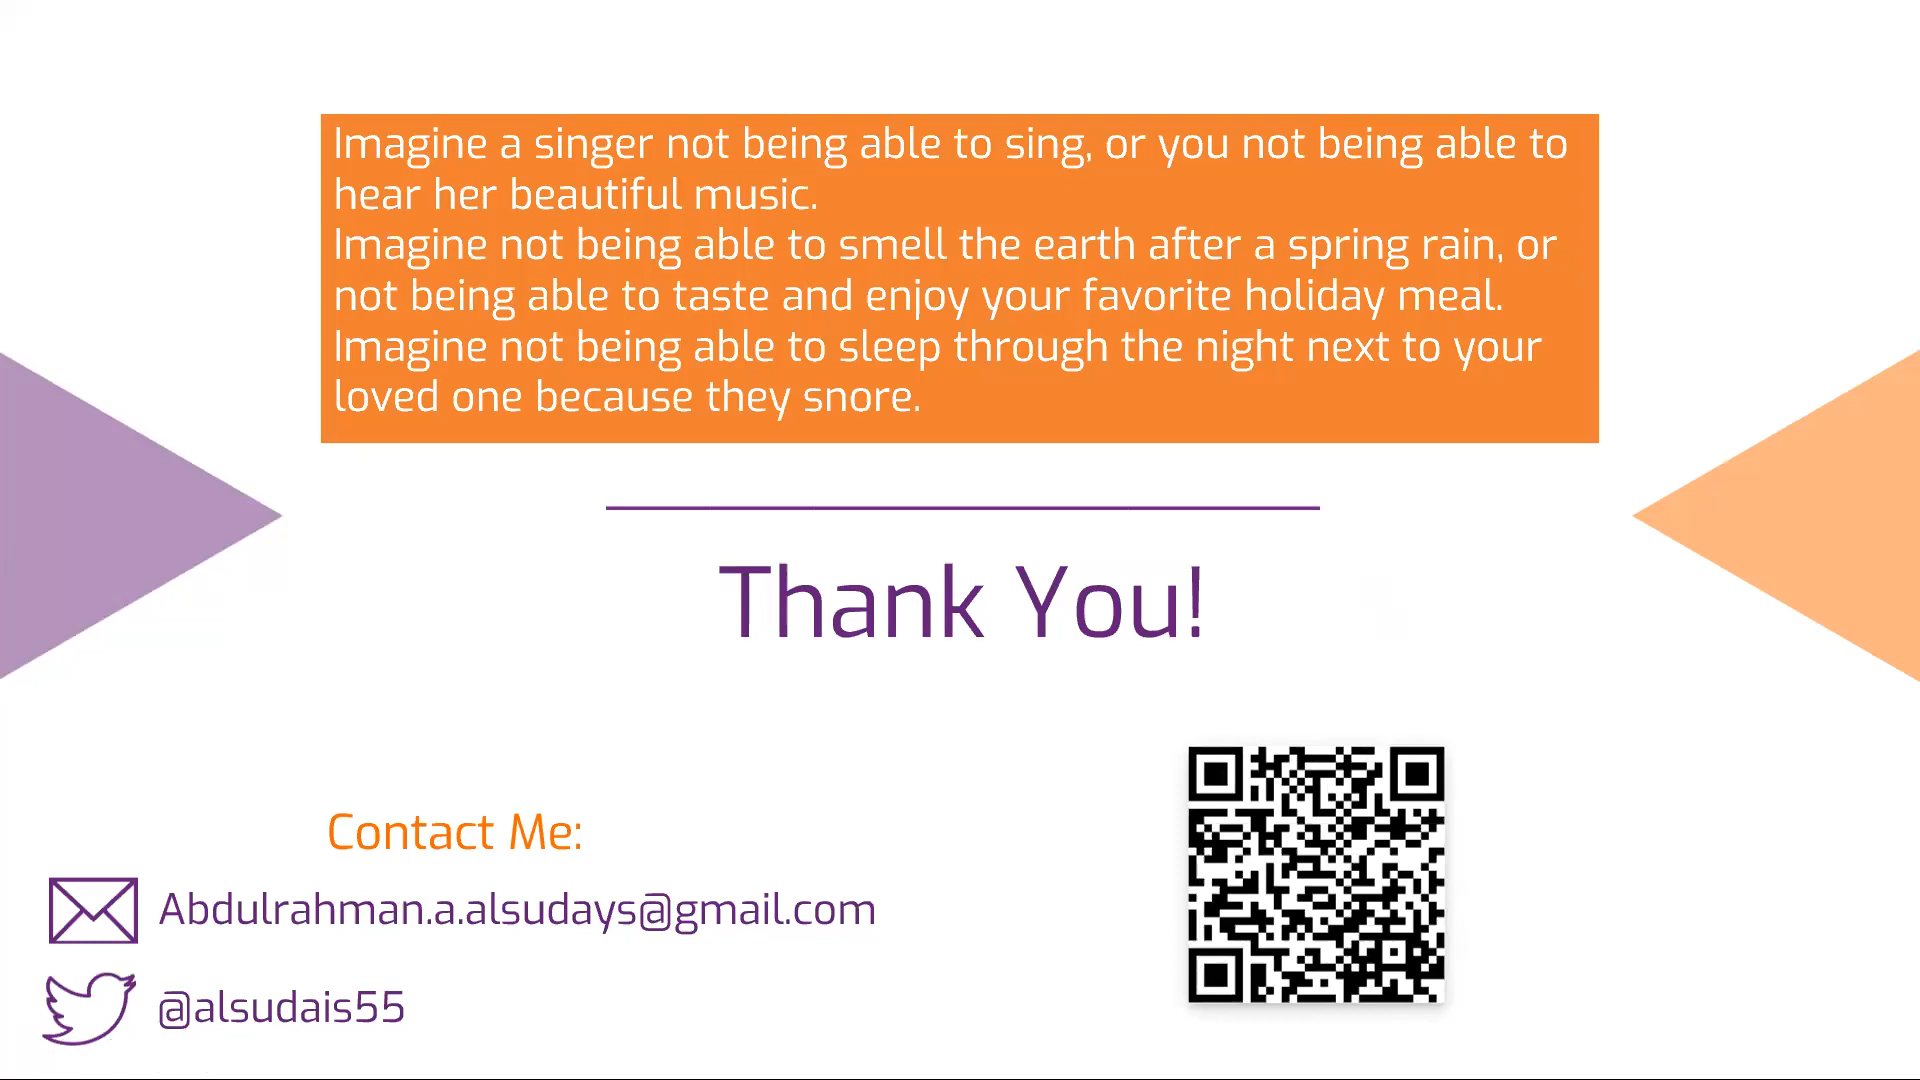 Imagine a singer not being able to sing, or you not being able to
hear her beautiful music.
Imagine not being able to smell the earth after a spring rain, or
not being able to taste and enjoy your favorite holiday meal.
Imagine not being able to sleep through the night next to your
loved one because they snore.
Thank You!
Contact Me:
Abdulrahman.a.alsudays@gmail.com
@alsudais55